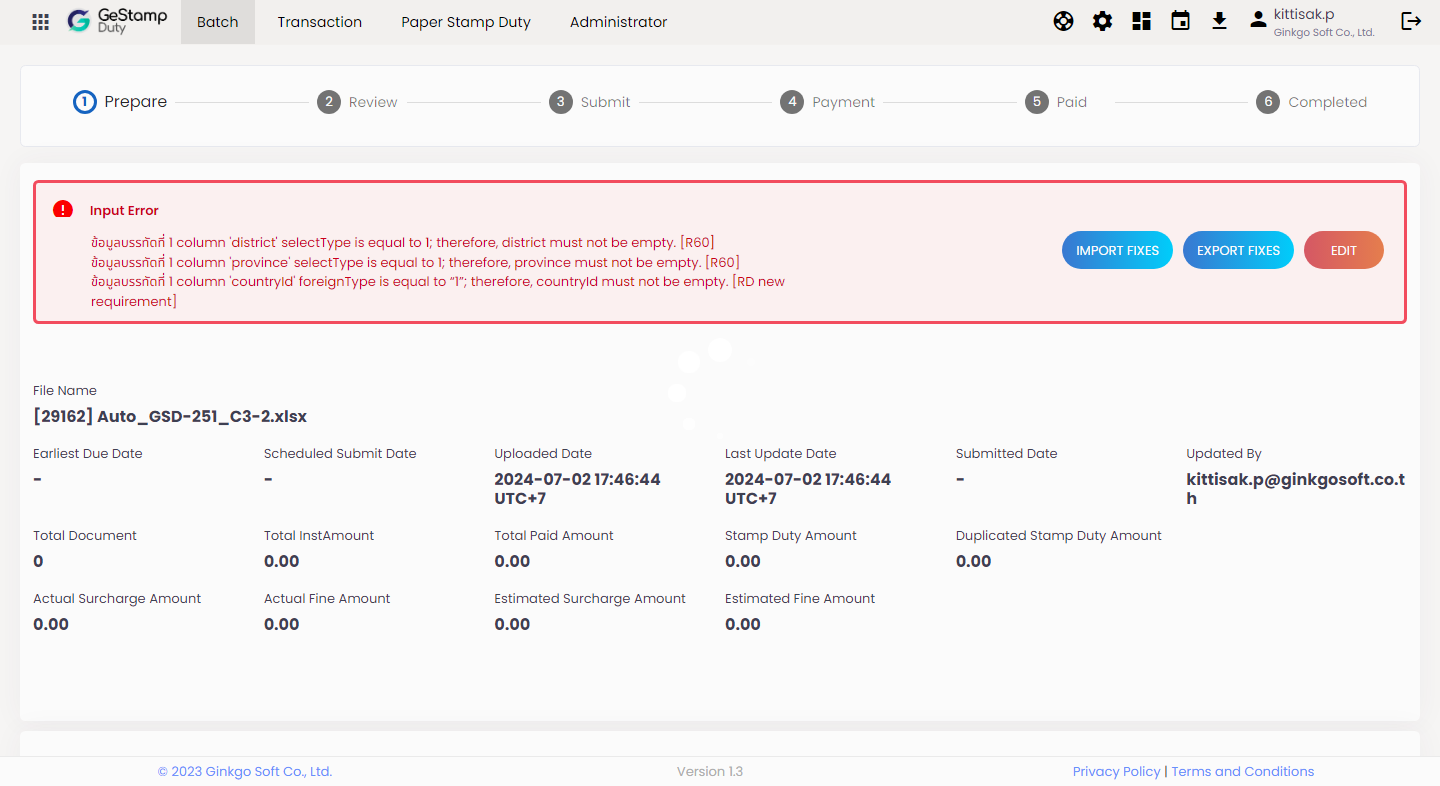 GeStamp
Duty
Batch
Transaction
Paper Stamp Duty
Administrator
kittisak.p
Ginkgo Soft Co., Ltd.
1 Prepare
2 Review
3 Submit
4 Payment
5 Paid
6 Completed
Input Error
ข้อมูลบรรทัดที่ 1 column 'district' selectType is equal to 1; therefore, district must not be empty. [R60]
ข้อมูลบรรทัดที่ 1 column 'province' selectType is equal to 1; therefore, province must not be empty. [R60]
ข้อมูลบรรทัดที่ 1 column 'countryId' foreignType is equal to “1”; therefore, countryId must not be empty. [RD new
requirement]
IMPORT FIXES
EXPORT FIXES
EDIT
File Name
[29162] Auto_GSD-251_C3-2.xlsx
Earliest Due Date
-
Scheduled Submit Date
-
Uploaded Date
2024-07-02 17:46:44
UTC+7
Last Update Date
2024-07-02 17:46:44
UTC+7
Submitted Date
-
Updated By
kittisak.p@ginkgosoft.co.t
h
Total Document
0
Total InstAmount
0.00
Total Paid Amount
0.00
Stamp Duty Amount
0.00
Duplicated Stamp Duty Amount
0.00
Actual Surcharge Amount
0.00
Actual Fine Amount
0.00
Estimated Surcharge Amount
0.00
Estimated Fine Amount
0.00
© 2023 Ginkgo Soft Co., Ltd.
Version 1.3
Privacy Policy | Terms and Conditions